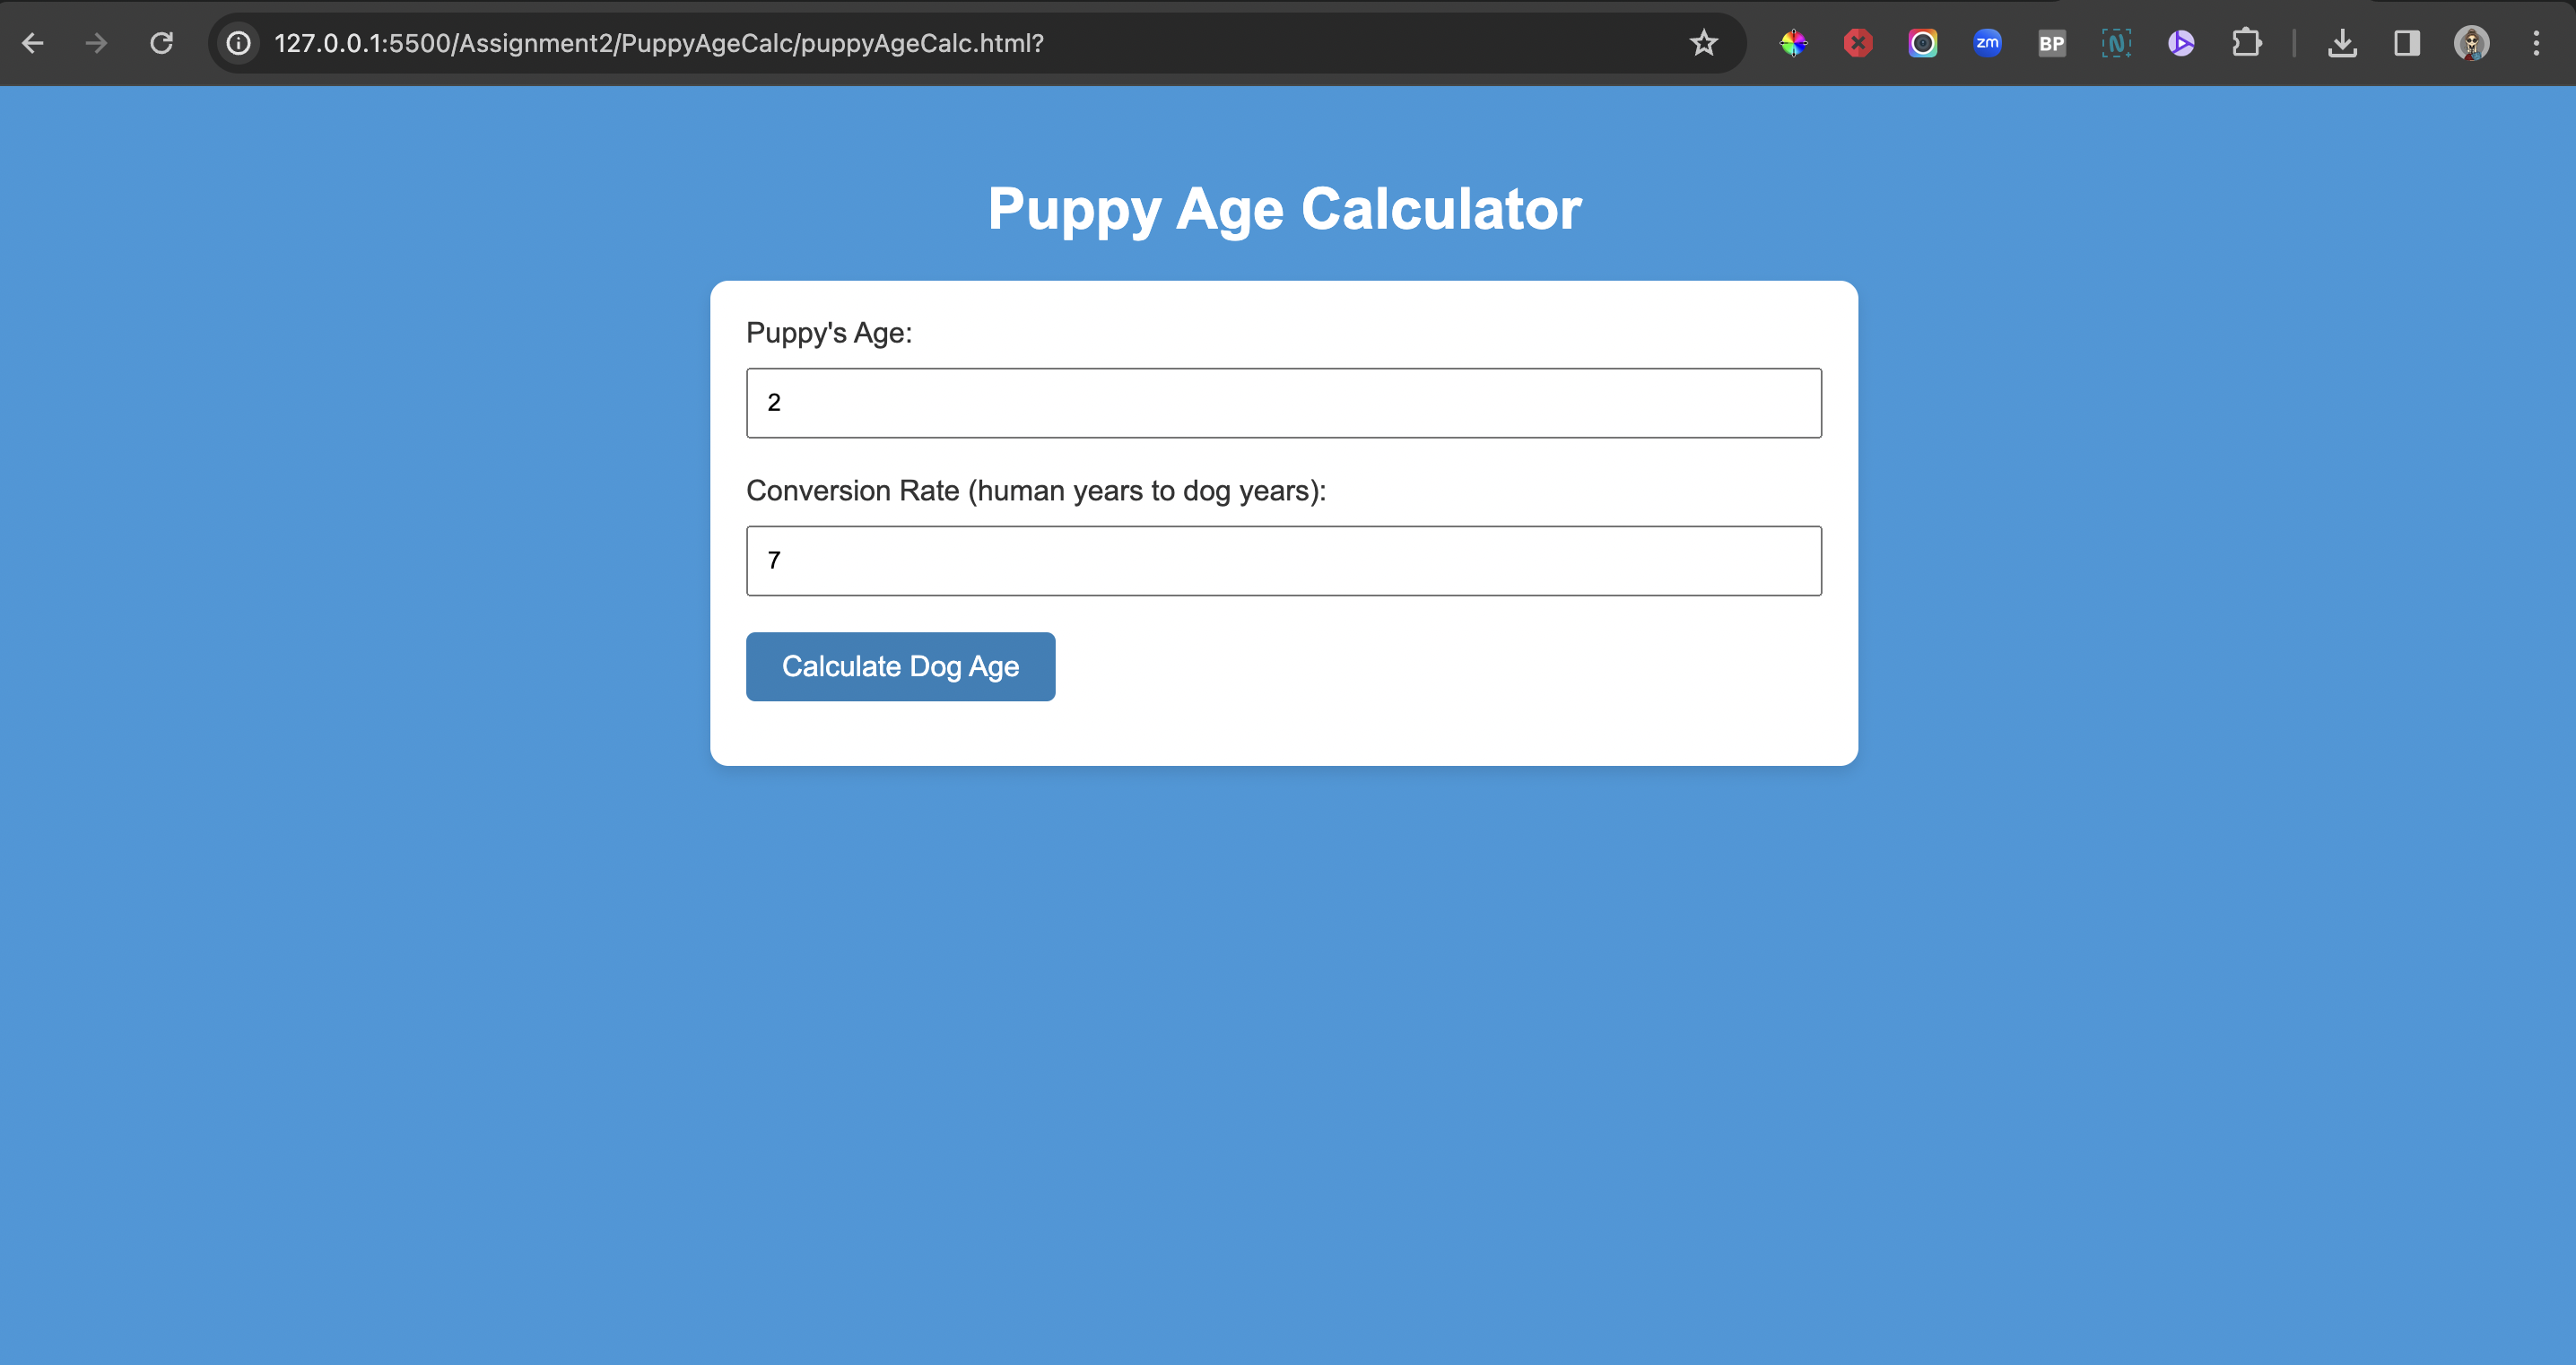 127.0.0.1:5500/Assignment2/PuppyAgeCalc/puppyAgeCalc.html?
zm
BP
N
Puppy Age Calculator
Puppy's Age:
2
Conversion Rate (human years to dog years):
7
Calculate Dog Age